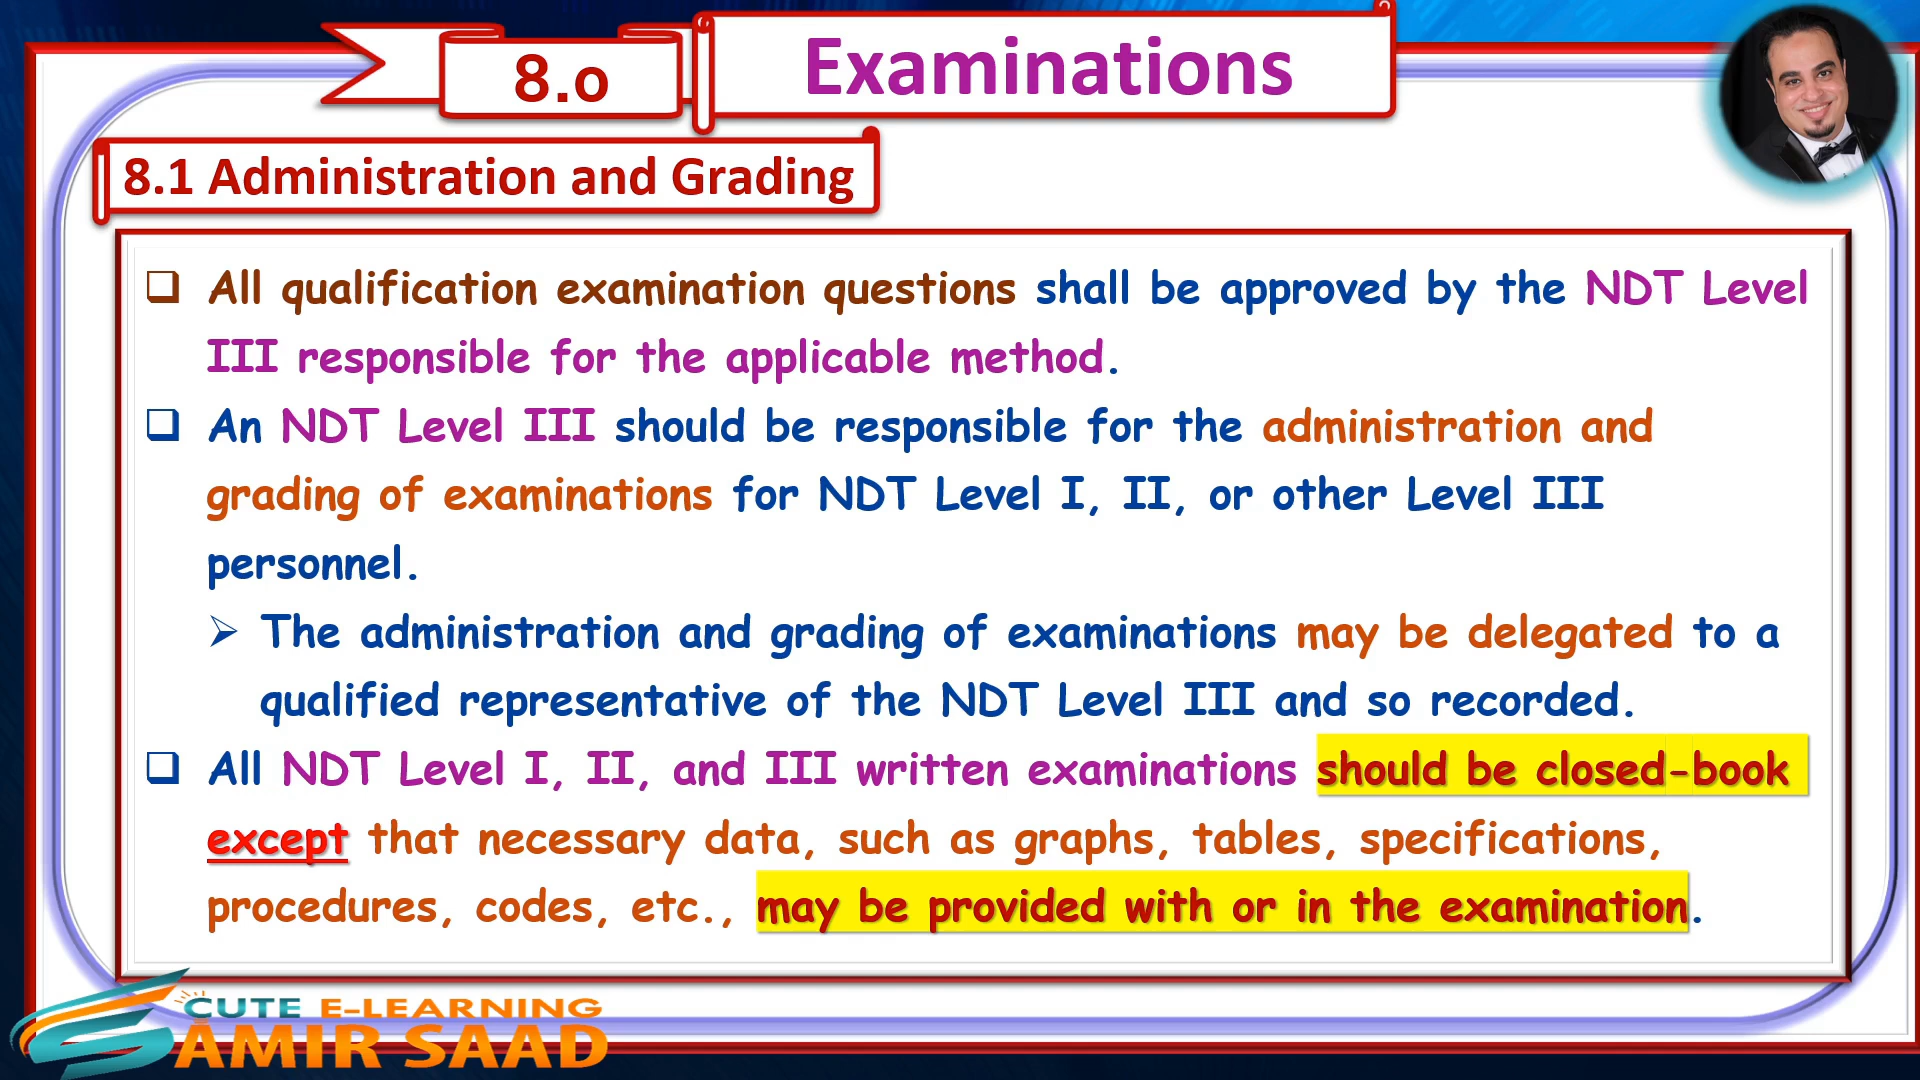 8.0
Examinations
8.1 Administration and Grading
❑ All qualification examination questions shall be approved by the NDT Level
III responsible for the applicable method.
❑ An NDT Level III should be responsible for the administration and
grading of examinations for NDT Level I, II, or other Level III
personnel.
➢ The administration and grading of examinations may be delegated to a
qualified representative of the NDT Level III and so recorded.
❑ All NDT Level I, II, and III written examinations should be closed-book
except that necessary data, such as graphs, tables, specifications,
procedures, codes, etc., may be provided with or in the examination.
CUTE E-LEARNING
AMIR SAAD